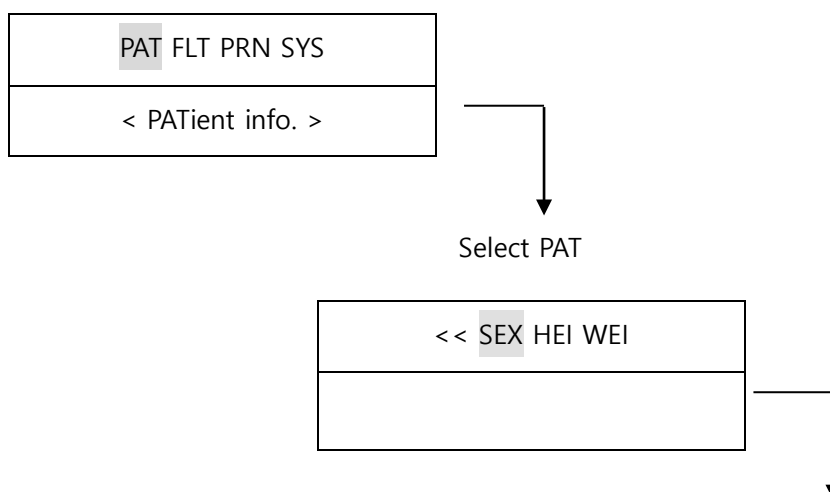 PAT FLT PRN SYS
< PATient info. >
Select PAT
<< SEX HEI WEI